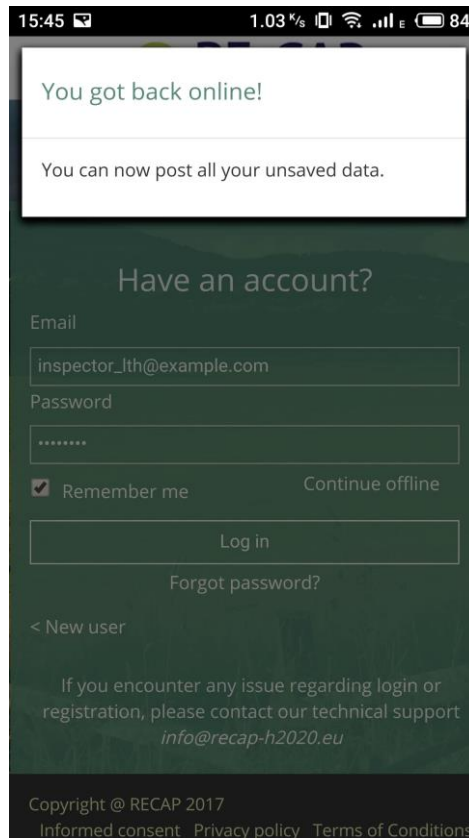 15:45 1.03 K/s E 84
RE CAP
You got back online!
You can now post all your unsaved data.
Have an account?
Email
inspector_lth@example.com
Password
••••••••
Remember me Continue offline
Log in
Forgot password?
< New user
If you encounter any issue regarding login or
registration, please contact our technical support
info@recap-h2020.eu
Copyright @ RECAP 2017
Informed consent Privacy policy Terms of Conditions